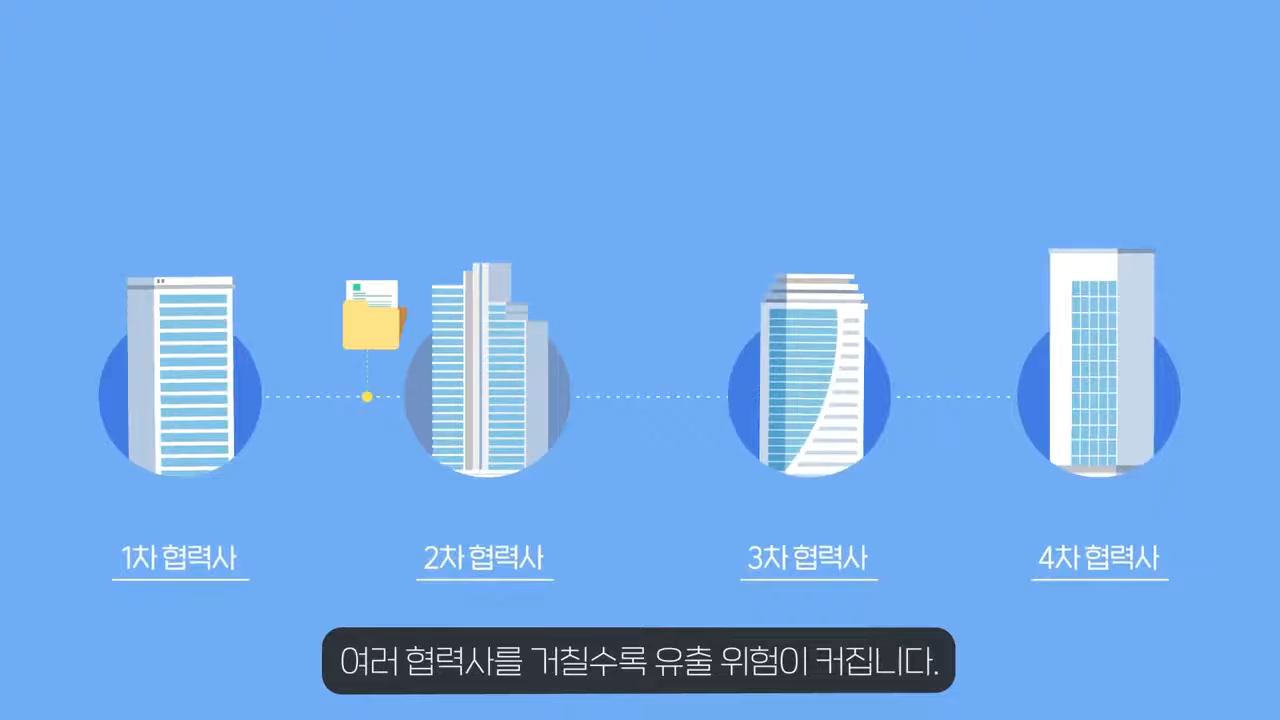 1차 협력사
2차 협력사
3차 협력사
4차 협력사
여러 협력사를 거칠수록 유출 위험이 커집니다.